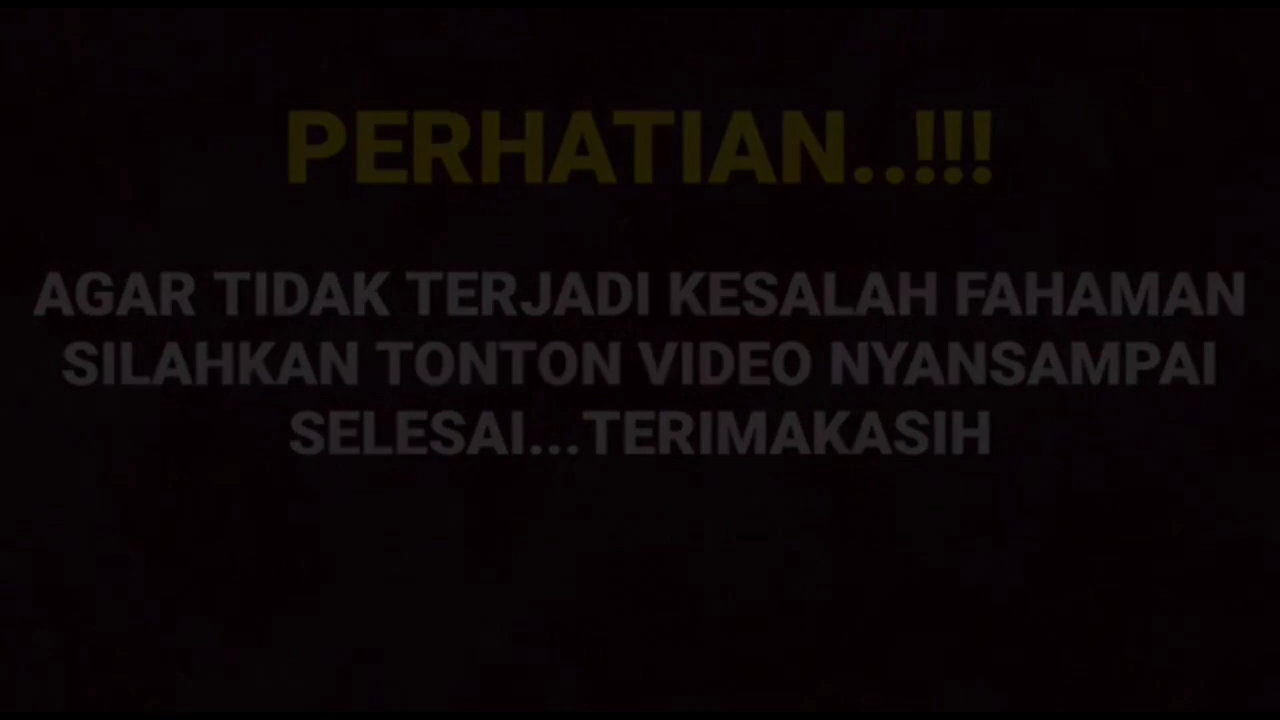 PERHATIAN..!!!
AGAR TIDAK TERJADI KESALAH FAHAMAN
SILAHKAN TONTON VIDEO NYANSAMPAI
SELESAI...TERIMAKASIH